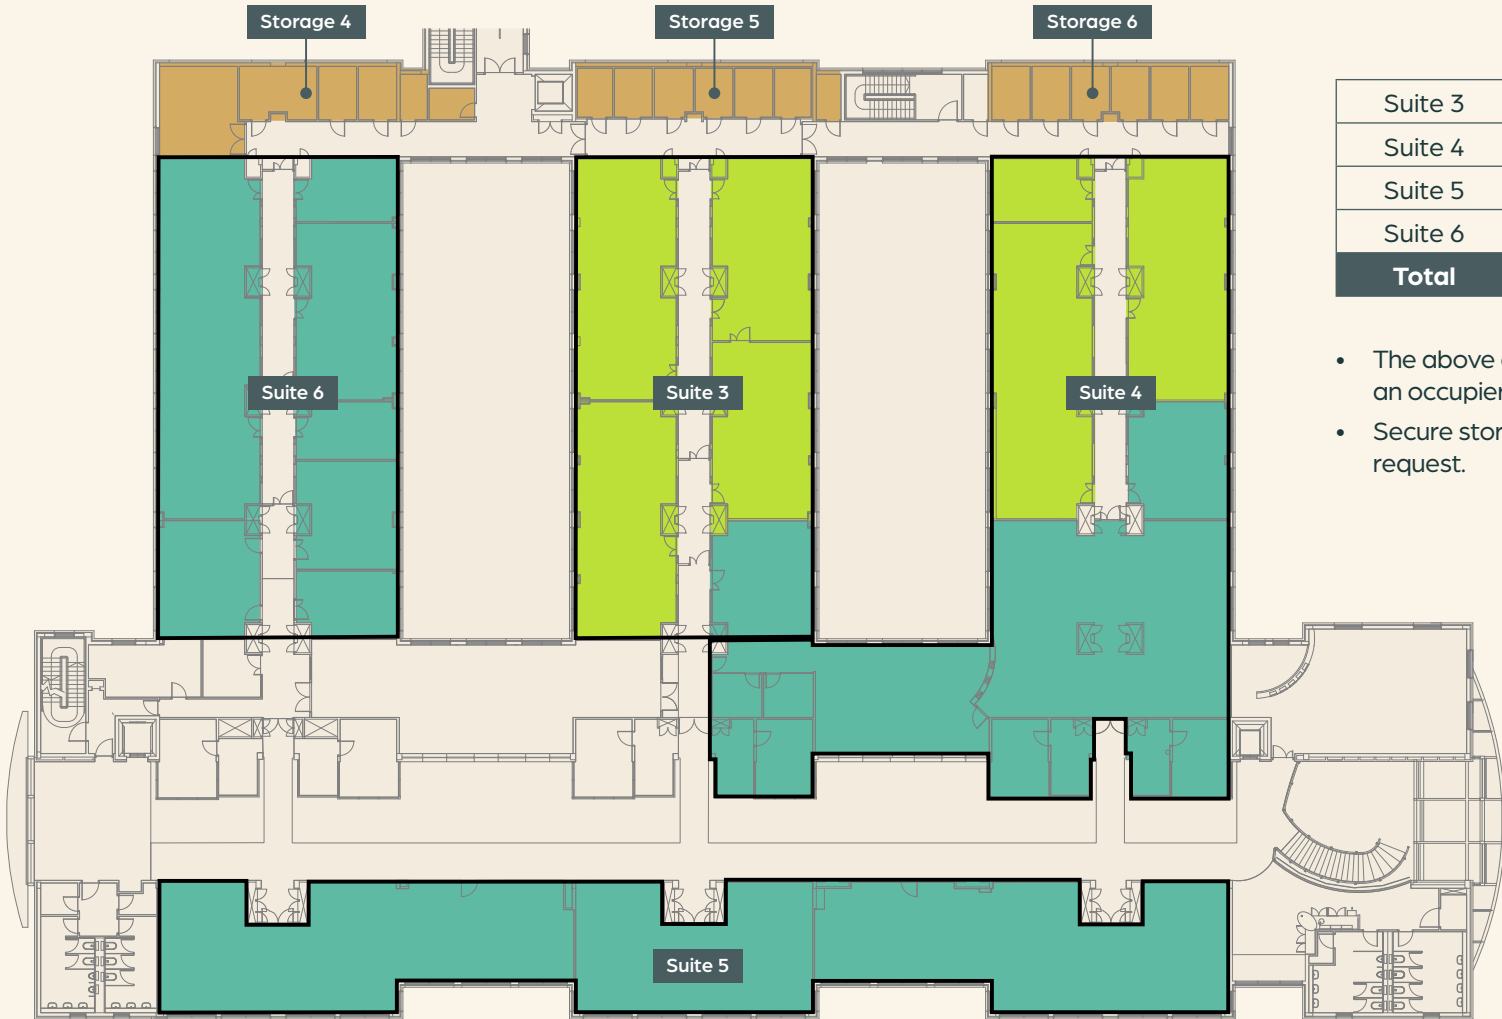 Storage 4
Storage 5
Storage 6
Suite 3
Suite 4
Suite 5
Suite 6
Total
• The above
an occupier
• Secure
request.
Suite 6
Suite 3
Suite 4
Suite 5